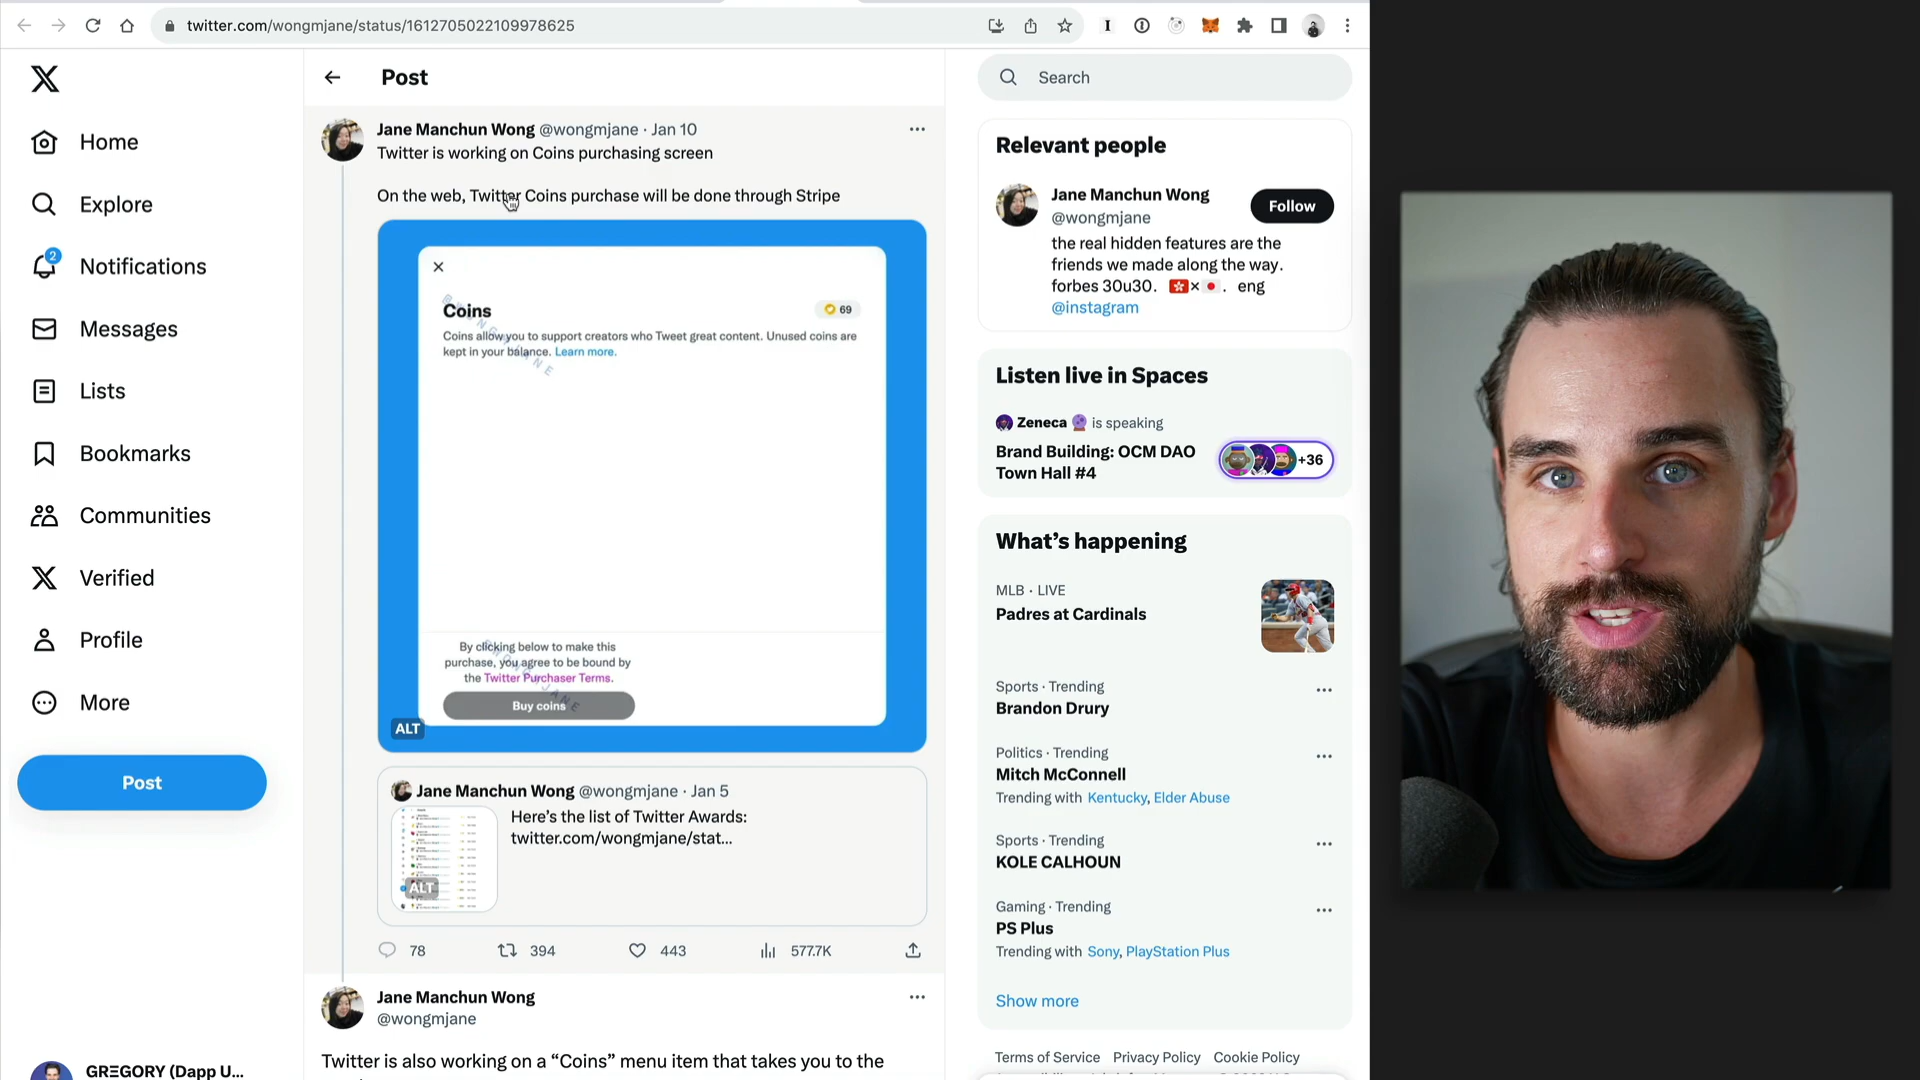 twitter.com/wongmjane/status/1612705022109978625
Home
Explore
2
Notifications
Messages
Lists
Bookmarks
Communities
Verified
Profile
More
Post
GRΞGORY (Dapp U...
Post
Jane Manchun Wong @wongmjane · Jan 10
Twitter is working on Coins purchasing screen
On the web, Twitter Coins purchase will be done through Stripe
Coins
69
Coins allow you to support creators who Tweet great content. Unused coins are
kept in your balance. Learn more.
By clicking below to make this
purchase, you agree to be bound by
the Twitter Purchaser Terms.
Buy coins
ALT
Jane Manchun Wong @wongmjane · Jan 5
Here’s the list of Twitter Awards:
twitter.com/wongmjane/stat...
ALT
78
394
443
577.7K
Jane Manchun Wong
@wongmjane
Twitter is also working on a “Coins” menu item that takes you to the
Search
Relevant people
Jane Manchun Wong
@wongmjane
Follow
the real hidden features are the
friends we made along the way.
forbes 30u30. 🇭🇰×🇯🇵. eng
@instagram
Listen live in Spaces
Zeneca 🔮 is speaking
Brand Building: OCM DAO
Town Hall #4
+36
What’s happening
MLB · LIVE
Padres at Cardinals
Sports · Trending
Brandon Drury
Politics · Trending
Mitch McConnell
Trending with Kentucky, Elder Abuse
Sports · Trending
KOLE CALHOUN
Gaming · Trending
PS Plus
Trending with Sony, PlayStation Plus
Show more
Terms of Service Privacy Policy Cookie Policy